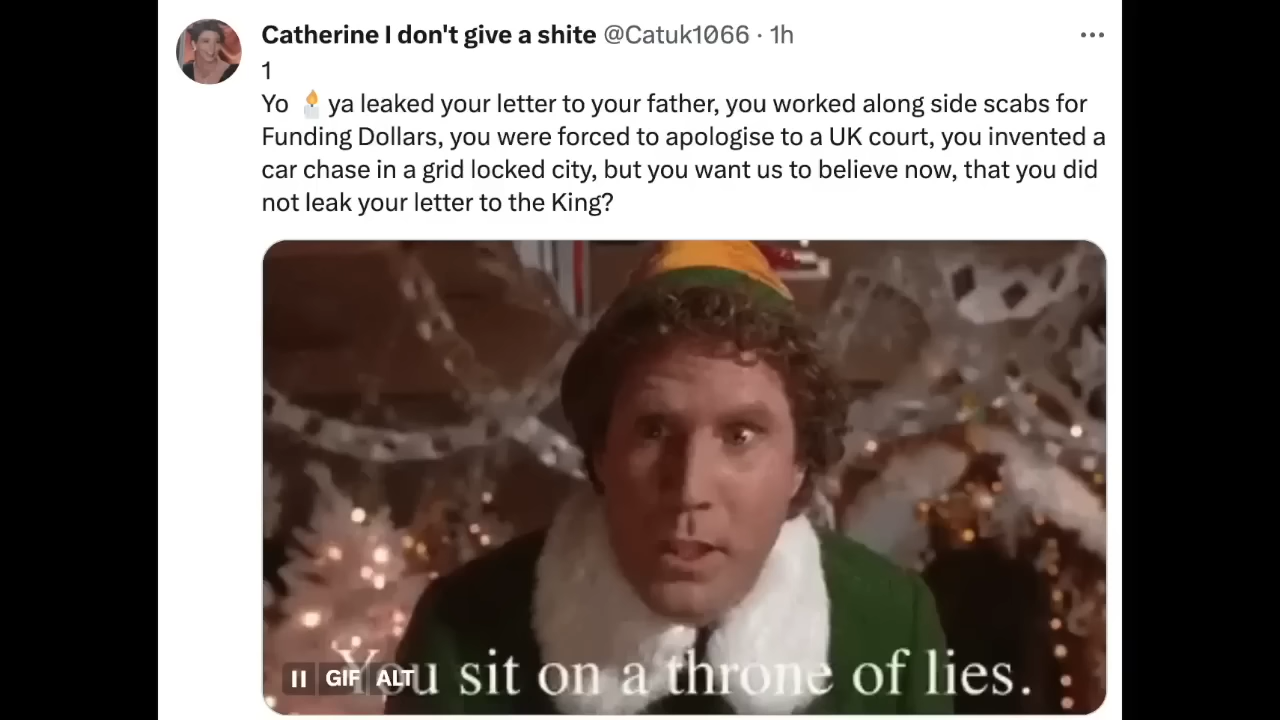 Catherine I don't give a shite @Catuk1066 · 1h
1
Yo 🕯️ ya leaked your letter to your father, you worked along side scabs for
Funding Dollars, you were forced to apologise to a UK court, you invented a
car chase in a grid locked city, but you want us to believe now, that you did
not leak your letter to the King?
You sit on a throne of lies.
GIF ALT